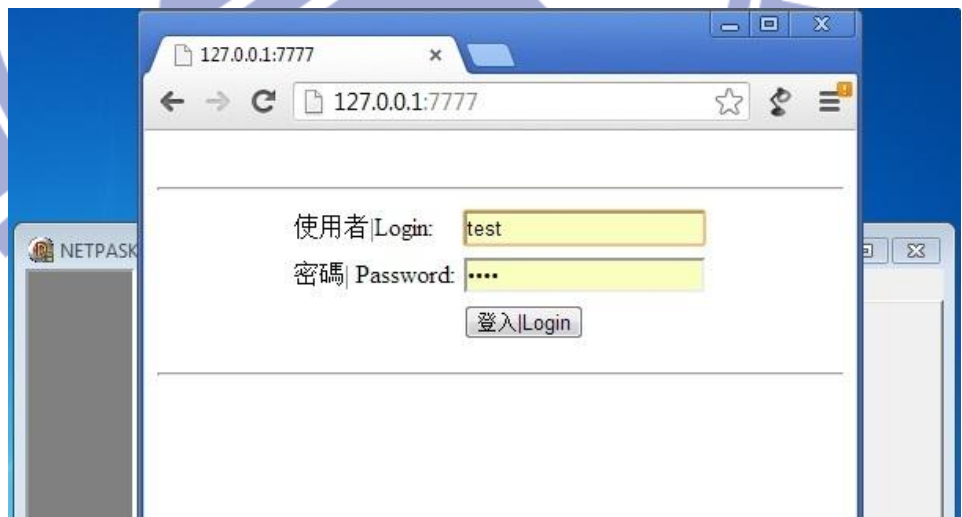 127.0.0.1:7777
127.0.0.1:7777
使用者|Login: test
密碼| Password: ••••
登入|Login
NETPASK